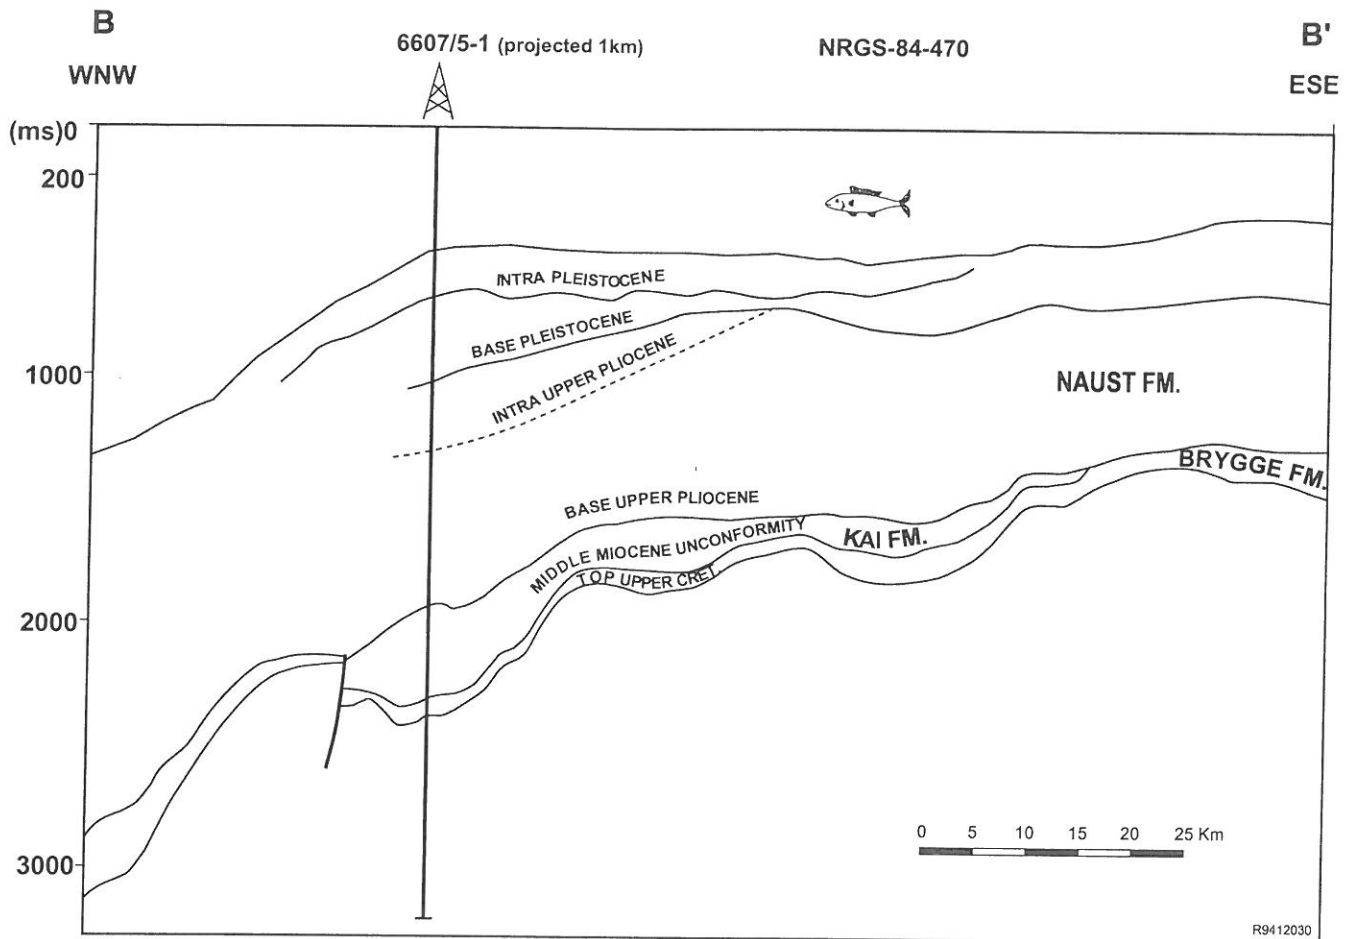 B
B'
6607/5-1 (projected 1km)
NRGS-84-470
WNW
ESE
(ms)0
200
INTRA PLEISTOCENE
BASE PLEISTOCENE
INTRA UPPER PLIOCENE
1000
NAUST FM.
BRYGGE FM.
BASE UPPER PLIOCENE
MIDDLE MIOCENE UNCONFORMITY
KAI FM.
TOP UPPER CRET.
2000
0 5 10 15 20 25 Km
3000
R9412030